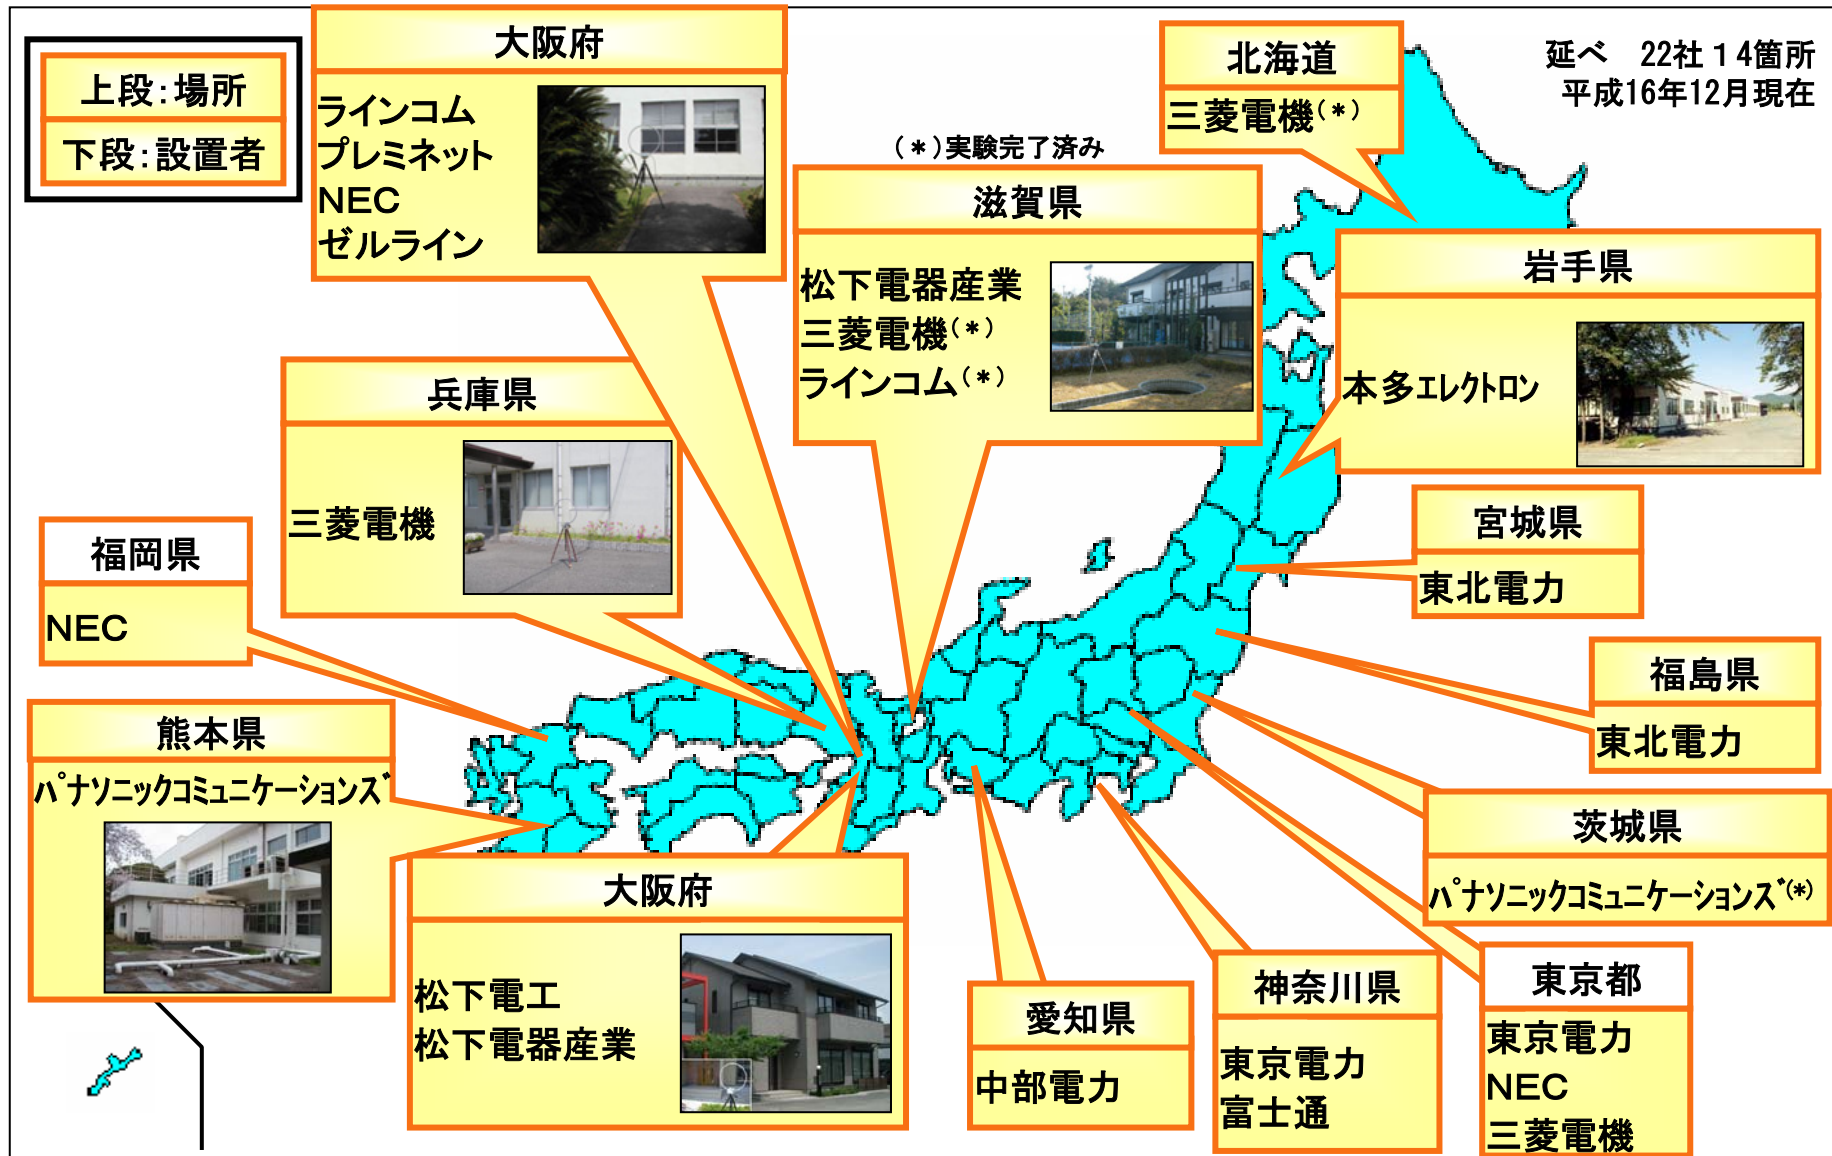 上段:場所
下段:設置者
大阪府
ラインコム
プレミネット
NEC
ゼルライン
北海道
三菱電機(*)
延べ 22社14箇所
平成16年12月現在
(*)実験完了済み
滋賀県
松下電器産業
三菱電機(*)
ラインコム(*)
岩手県
本多エレクトロン
兵庫県
三菱電機
宮城県
東北電力
福岡県
NEC
福島県
東北電力
熊本県
パナソニックコミュニケーションズ
茨城県
パナソニックコミュニケーションズ(*)
大阪府
松下電工
松下電器産業
愛知県
中部電力
神奈川県
東京電力
富士通
東京都
東京電力
NEC
三菱電機